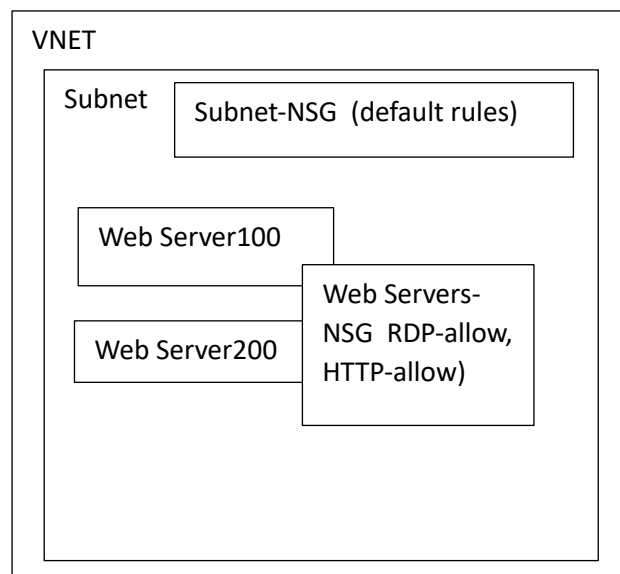 VNET
Subnet
Subnet-NSG (default rules)
Web Server100
Web Servers-
NSG RDP-allow,
HTTP-allow)
Web Server200